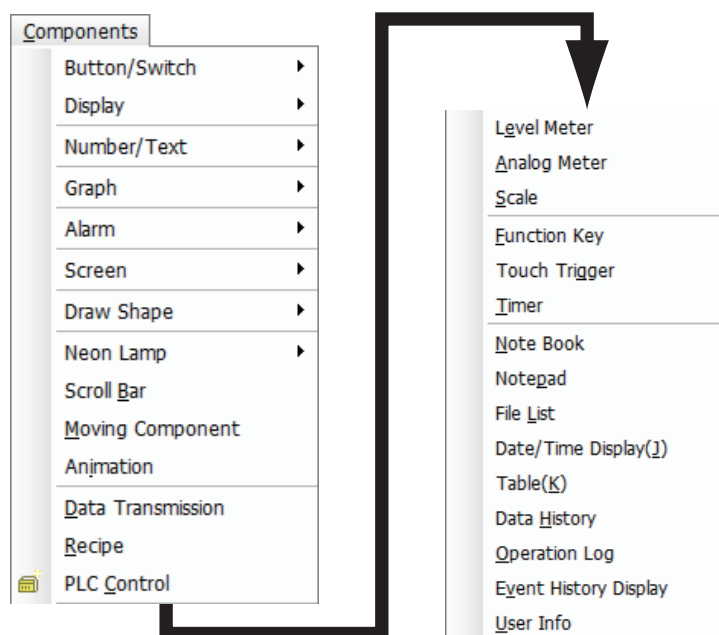 Components
Button/Switch
Display
Number/Text
Graph
Alarm
Screen
Draw Shape
Neon Lamp
Scroll Bar
Moving Component
Animation
Data Transmission
Recipe
PLC Control
Level Meter
Analog Meter
Scale
Function Key
Touch Trigger
Timer
Note Book
Notepad
File List
Date/Time Display(J)
Table(K)
Data History
Operation Log
Event History Display
User Info